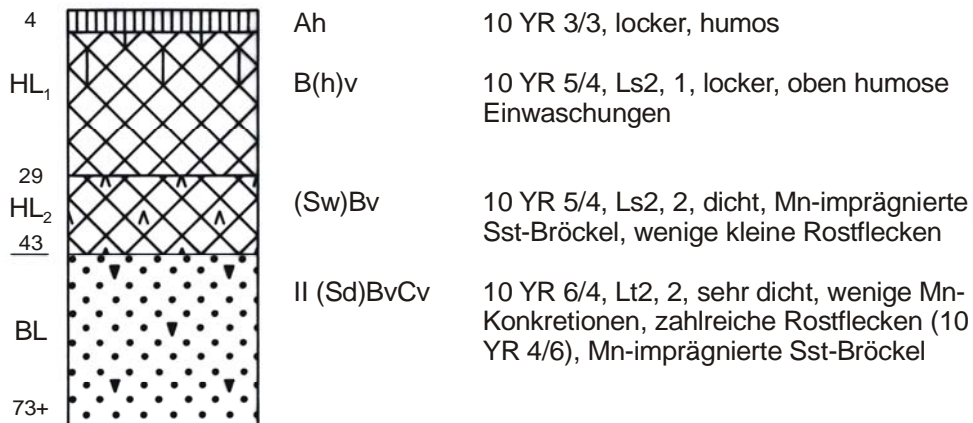 4 Ah 10 YR 3/3, locker, humos
HL₁ B(h)v 10 YR 5/4, Ls2, 1, locker, oben humose
Einwaschungen
29
HL₂ (Sw)Bv 10 YR 5/4, Ls2, 2, dicht, Mn-imprägnierte
Sst-Bröckel, wenige kleine Rostflecken
43
II (Sd)BvCv 10 YR 6/4, Lt2, 2, sehr dicht, wenige Mn-
BL Konkretionen, zahlreiche Rostflecken (10
YR 4/6), Mn-imprägnierte Sst-Bröckel
73+